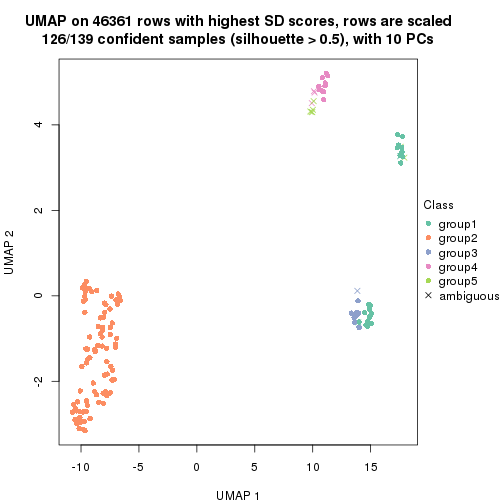 UMAP on 46361 rows with highest SD scores, rows are scaled
126/139 confident samples (silhouette > 0.5), with 10 PCs
4
2
0
-2
UMAP 2
-10
-5
0
5
10
15
UMAP 1
Class
group1
group2
group3
group4
group5
ambiguous